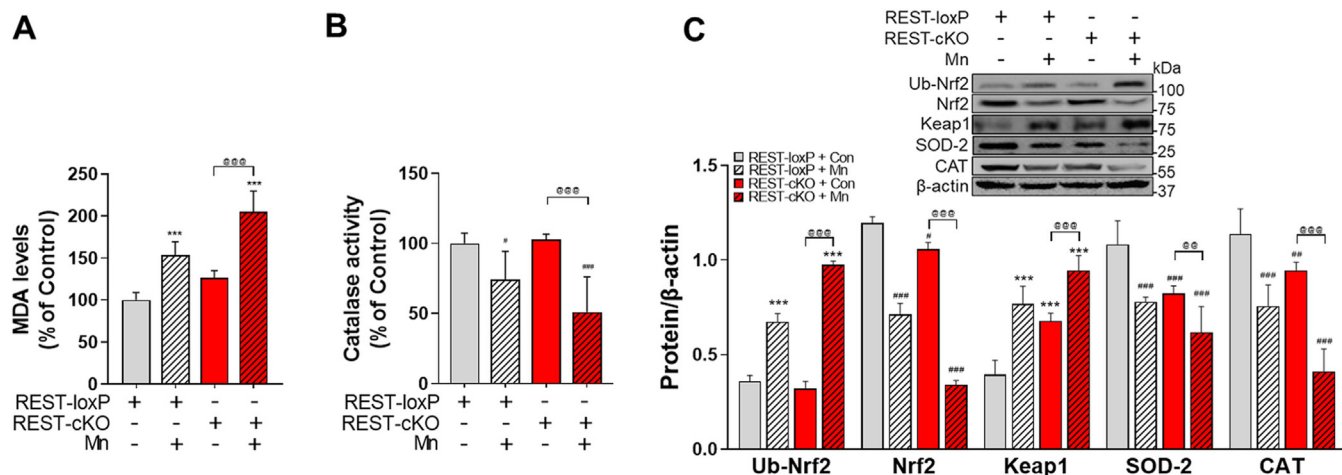 A
MDA levels
(% of Control)
250
200
150
100
50
0
***
@@@
***
REST-loxP + + - -
REST-cKO - - + +
Mn - + - +
B
Catalase activity
(% of Control)
150
100
50
0
#
@@@
###
REST-loxP + + - -
REST-cKO - - + +
Mn - + - +
C
REST-loxP + + - -
REST-cKO - - + +
Mn - + - +
kDa
Ub-Nrf2 -100
Nrf2 -75
Keap1 -75
SOD-2 -25
CAT -55
β-actin -37
REST-loxP + Con
REST-loxP + Mn
REST-cKO + Con
REST-cKO + Mn
Protein/β-actin
1.5
1.0
0.5
0.0
*** @@@ ***
### # @@@ ###
*** *** @@@ ***
### ### @@ ###
### ## @@@ ###
Ub-Nrf2 Nrf2 Keap1 SOD-2 CAT